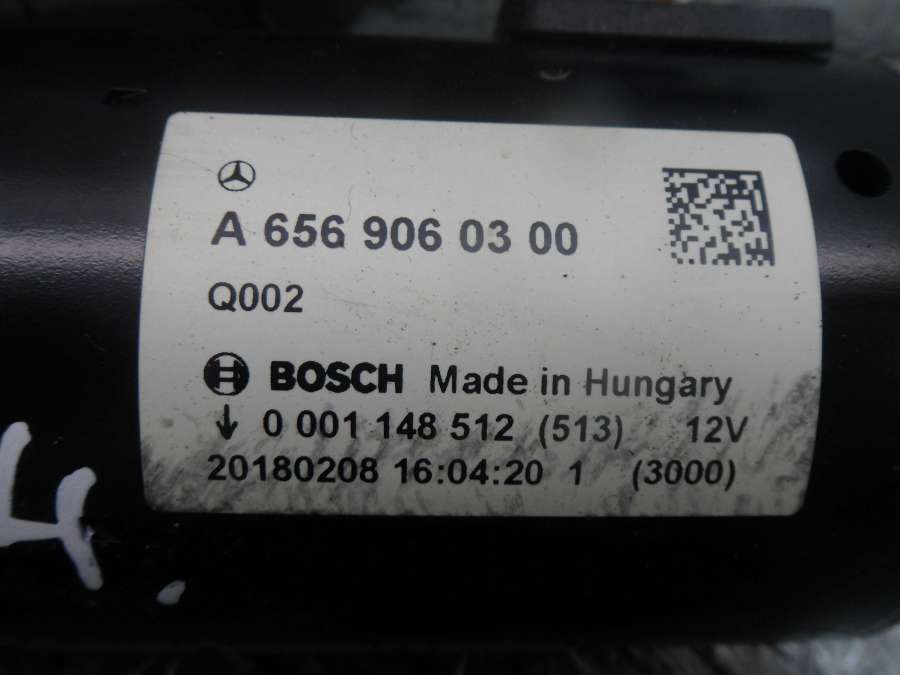 A 656 906 03 00
Q002
BOSCH Made in Hungary
↓ 0 001 148 512 (513) 12V
20180208 16:04:20 1 (3000)
4.